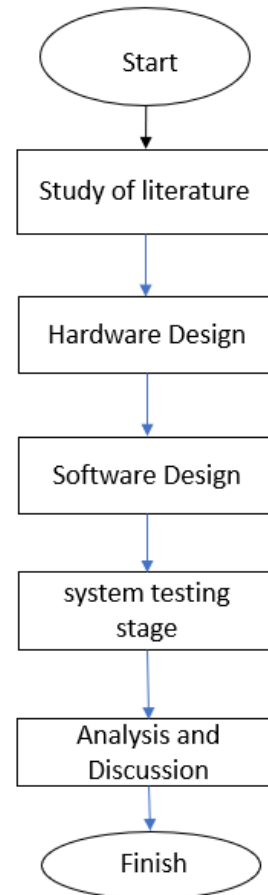 Start
Study of literature
Hardware Design
Software Design
system testing
stage
Analysis and
Discussion
Finish